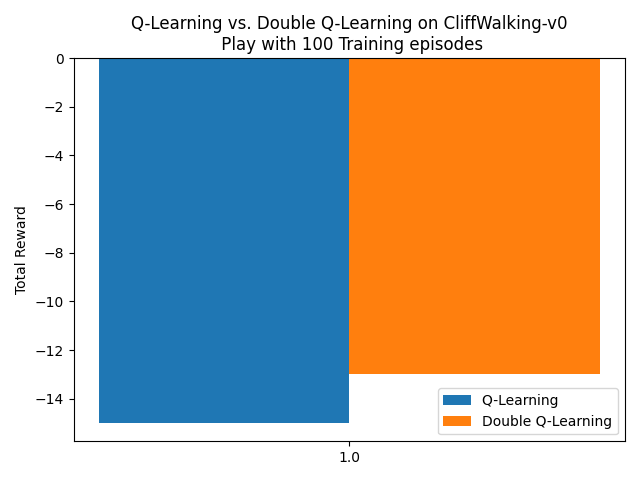 Q-Learning vs. Double Q-Learning on CliffWalking-v0
Play with 100 Training episodes
0
−2
−4
−6
−8
−10
−12
−14
Total Reward
1.0
Q-Learning
Double Q-Learning